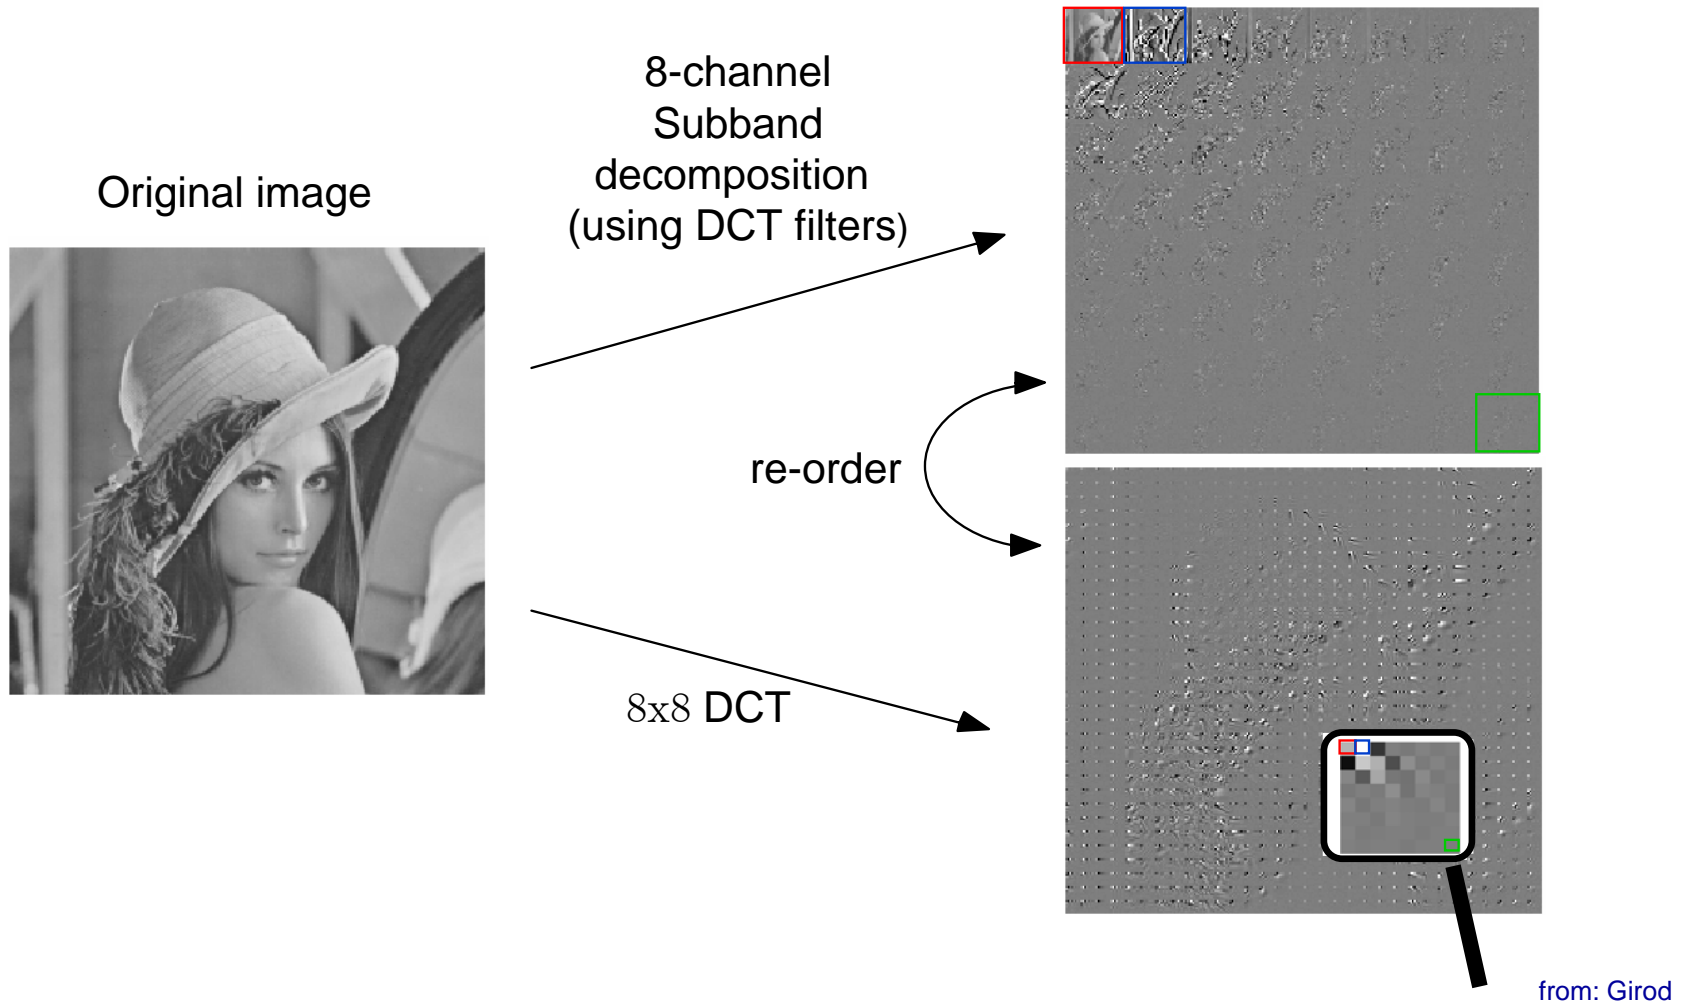 Original image
8-channel
Subband
decomposition
(using DCT filters)
re-order
8x8 DCT
from: Girod